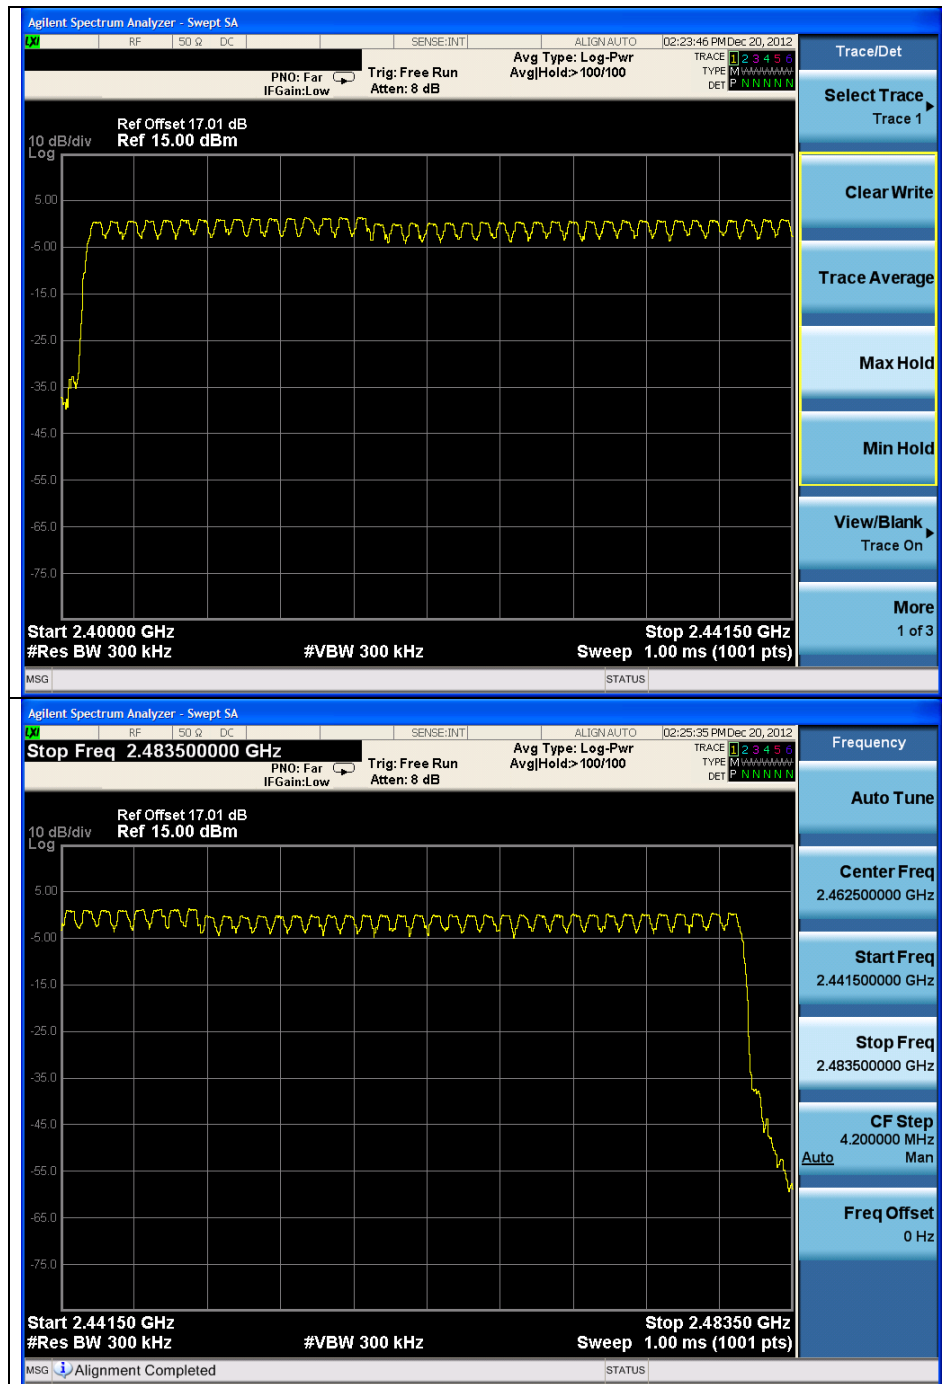 Agilent Spectrum Analyzer - Swept SA
LXI RF 50 Ω DC SENSE:INT ALIGN AUTO 02:23:46 PM Dec 20, 2012
PNO: Far
IFGain:Low
Trig: Free Run
Atten: 8 dB
Avg Type: Log-Pwr
Avg|Hold:> 100/100
TRACE 1 2 3 4 5 6
TYPE M WWWWW
DET P N N N N N
Ref Offset 17.01 dB
10 dB/div Ref 15.00 dBm
Log
5.00
-5.00
-15.0
-25.0
-35.0
-45.0
-55.0
-65.0
-75.0
Start 2.40000 GHz Stop 2.44150 GHz
#Res BW 300 kHz #VBW 300 kHz Sweep 1.00 ms (1001 pts)
MSG STATUS
Trace/Det
Select Trace
Trace 1
Clear Write
Trace Average
Max Hold
Min Hold
View/Blank
Trace On
More
1 of 3
Agilent Spectrum Analyzer - Swept SA
LXI RF 50 Ω DC SENSE:INT ALIGN AUTO 02:25:35 PM Dec 20, 2012
Stop Freq 2.483500000 GHz
PNO: Far
IFGain:Low
Trig: Free Run
Atten: 8 dB
Avg Type: Log-Pwr
Avg|Hold:> 100/100
TRACE 1 2 3 4 5 6
TYPE M WWWWW
DET P N N N N N
Ref Offset 17.01 dB
10 dB/div Ref 15.00 dBm
Log
5.00
-5.00
-15.0
-25.0
-35.0
-45.0
-55.0
-65.0
-75.0
Start 2.44150 GHz Stop 2.48350 GHz
#Res BW 300 kHz #VBW 300 kHz Sweep 1.00 ms (1001 pts)
MSG Alignment Completed STATUS
Frequency
Auto Tune
Center Freq
2.462500000 GHz
Start Freq
2.441500000 GHz
Stop Freq
2.483500000 GHz
CF Step
4.200000 MHz
Auto Man
Freq Offset
0 Hz